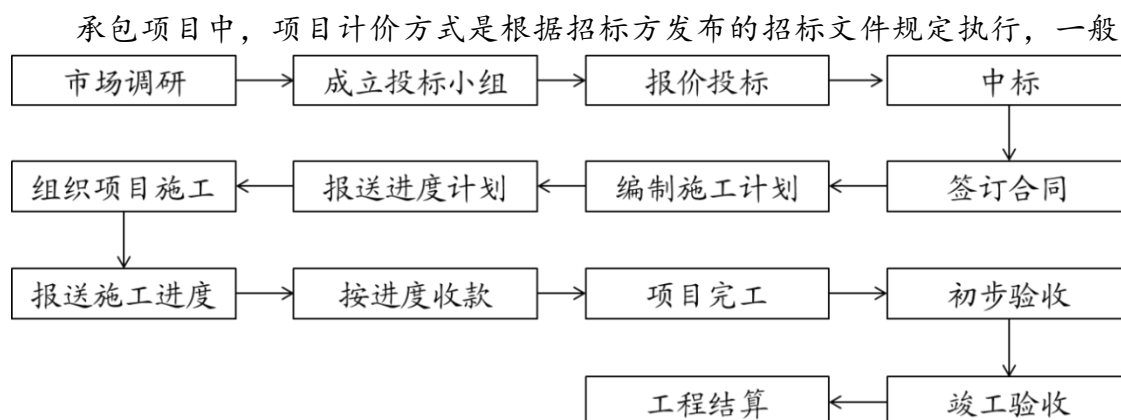 承包项目中，项目计价方式是根据招标方发布的招标文件规定执行，一般
市场调研
成立投标小组
报价投标
中标
签订合同
编制施工计划
报送进度计划
组织项目施工
报送施工进度
按进度收款
项目完工
初步验收
竣工验收
工程结算